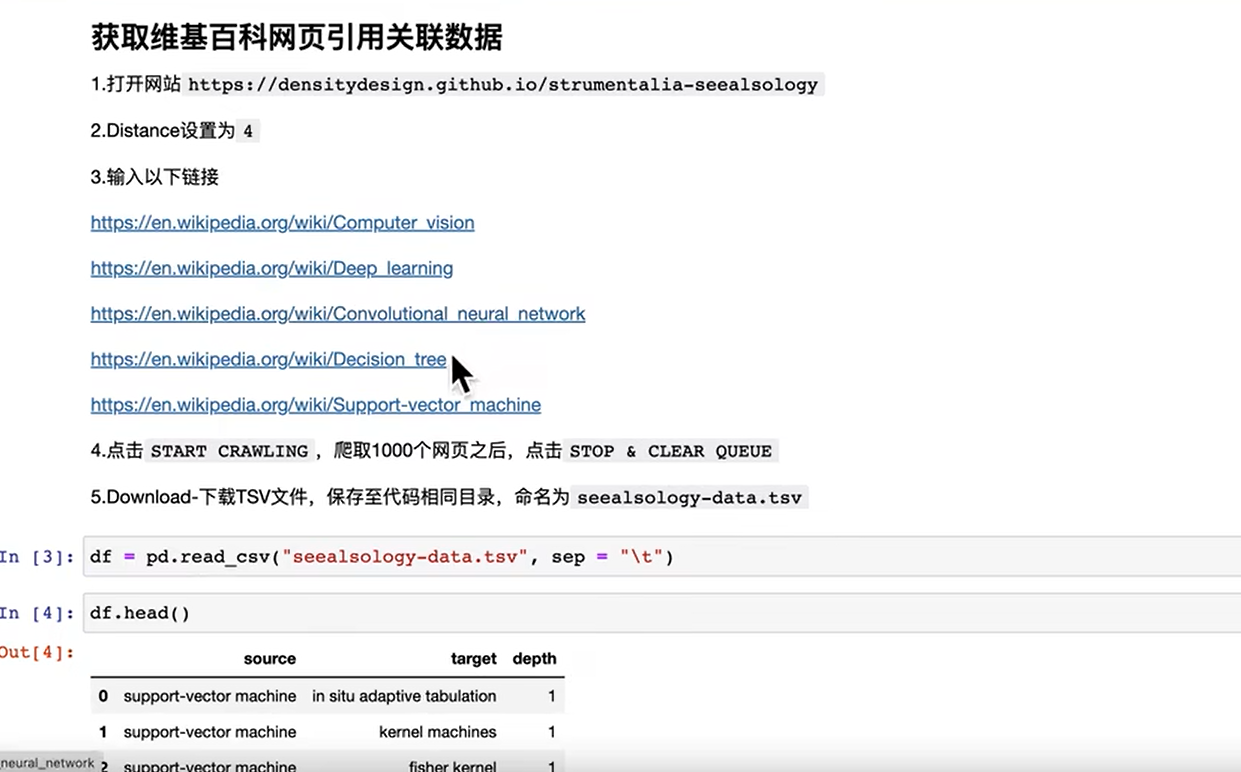 获取维基百科网页引用关联数据
1.打开网站 https://densitydesign.github.io/strumentalia-seealsology
2.Distance设置为 4
3.输入以下链接
https://en.wikipedia.org/wiki/Computer_vision
https://en.wikipedia.org/wiki/Deep_learning
https://en.wikipedia.org/wiki/Convolutional_neural_network
https://en.wikipedia.org/wiki/Decision_tree
https://en.wikipedia.org/wiki/Support-vector_machine
4.点击 START CRAWLING ，爬取1000个网页之后，点击 STOP & CLEAR QUEUE
5.Download-下载TSV文件，保存至代码相同目录，命名为 seealsology-data.tsv
In [3]: df = pd.read_csv("seealsology-data.tsv", sep = "\t")
In [4]: df.head()
Out[4]:
source target depth
0 support-vector machine in situ adaptive tabulation 1
1 support-vector machine kernel machines 1
2 support-vector machine fisher kernel 1
neural_network